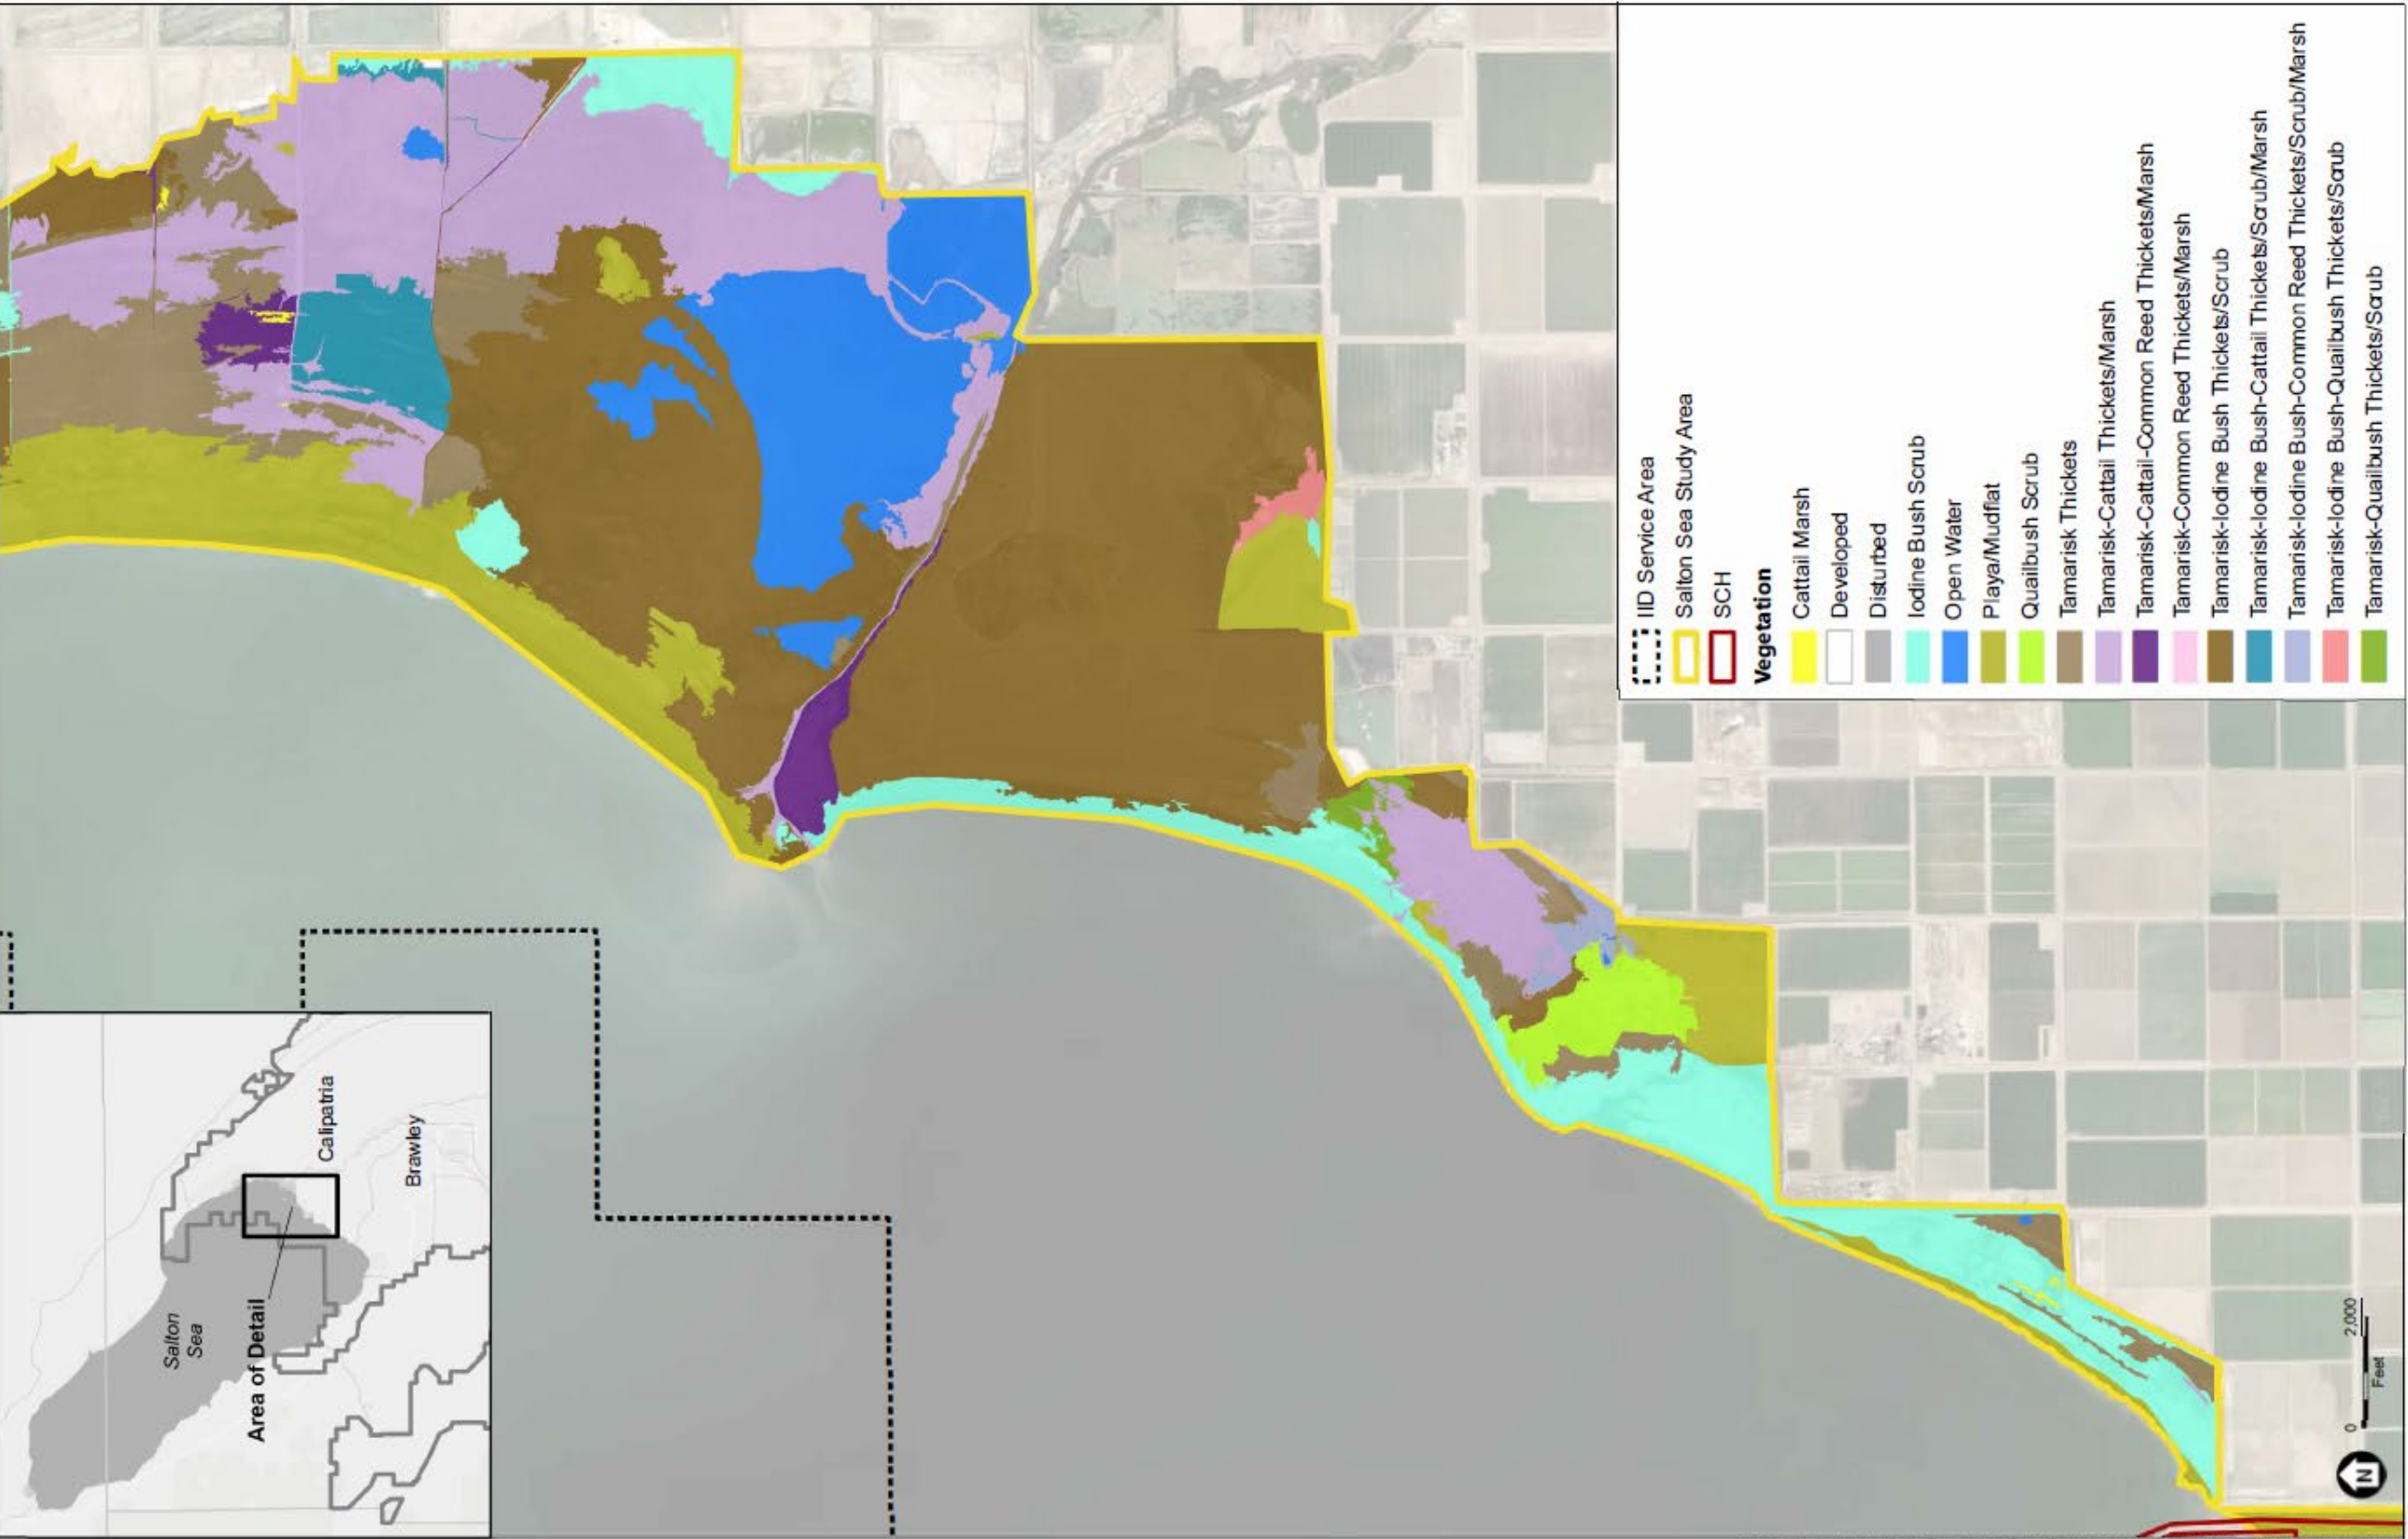 Salton
Sea
Area of Detail
Calipatria
Brawley
IID Service Area
Salton Sea Study Area
SCH
Vegetation
Cattail Marsh
Developed
Disturbed
Iodine Bush Scrub
Open Water
Playa/Mudflat
Quailbush Scrub
Tamarisk Thickets
Tamarisk-Cattail Thickets/Marsh
Tamarisk-Cattail-Common Reed Thickets/Marsh
Tamarisk-Common Reed Thickets/Marsh
Tamarisk-Iodine Bush Thickets/Scrub
Tamarisk-Iodine Bush-Cattail Thickets/Scrub/Marsh
Tamarisk-Iodine Bush-Common Reed Thickets/Scrub/Marsh
Tamarisk-Iodine Bush-Quailbush Thickets/Scrub
Tamarisk-Quailbush Thickets/Scrub
N
0 2,000
Feet